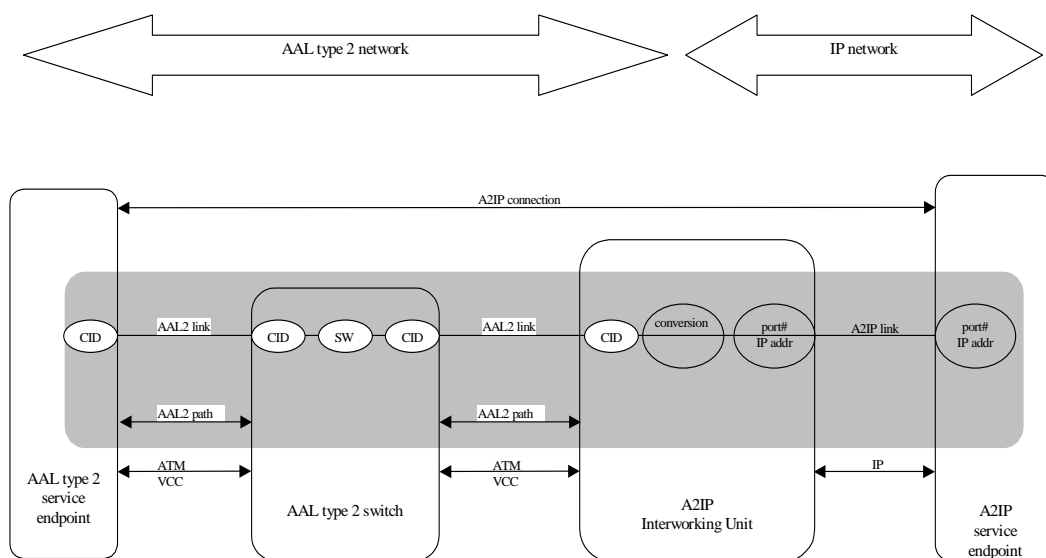 AAL type 2 network
IP network
A2IP connection
CID
AAL2 link
CID
SW
CID
AAL2 link
CID
conversion
port#
IP addr
A2IP link
port#
IP addr
AAL2 path
AAL2 path
ATM
VCC
ATM
VCC
IP
AAL type 2
service
endpoint
AAL type 2 switch
A2IP
Interworking Unit
A2IP
service
endpoint